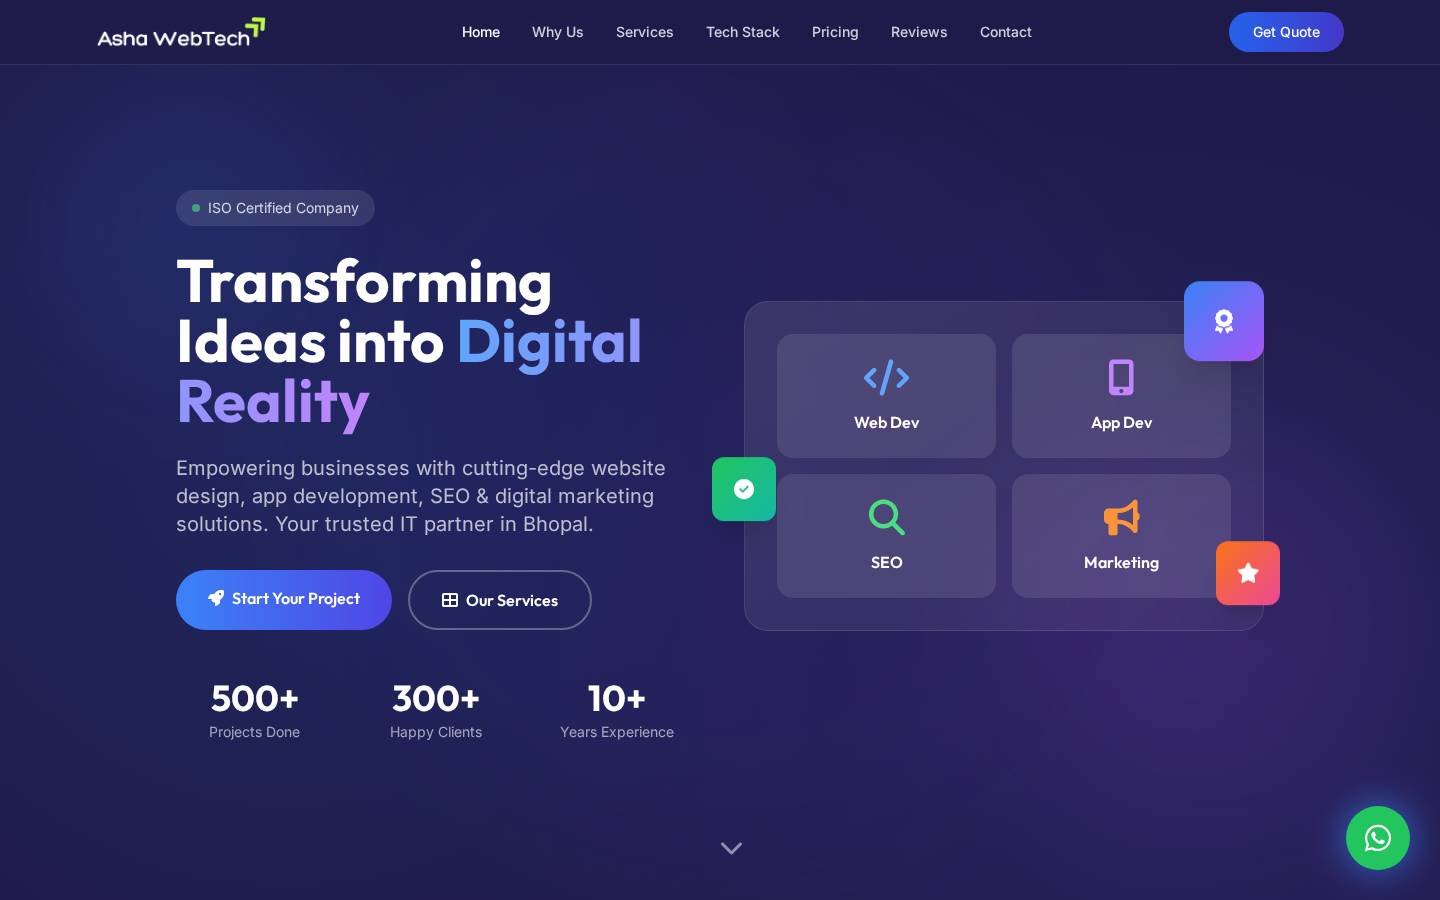 Asha WebTech
Home
Why Us
Services
Tech Stack
Pricing
Reviews
Contact
Get Quote
ISO Certified Company
Transforming
Ideas into Digital
Reality
Empowering businesses with cutting-edge website
design, app development, SEO & digital marketing
solutions. Your trusted IT partner in Bhopal.
Start Your Project
Our Services
500+
Projects Done
300+
Happy Clients
10+
Years Experience
Web Dev
App Dev
SEO
Marketing